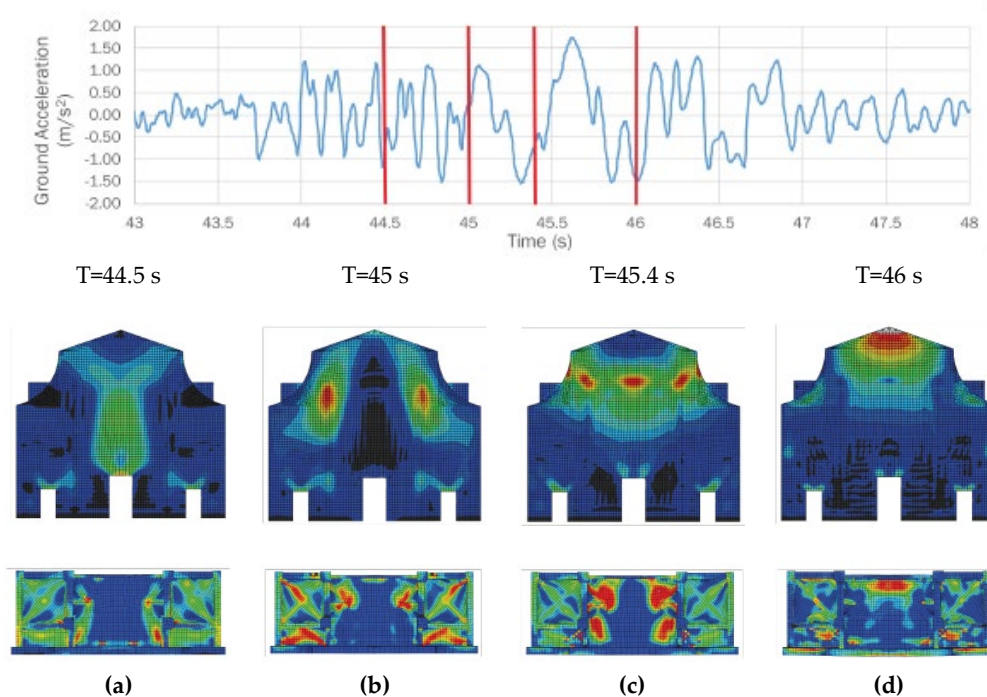 2.00
1.50
1.00
0.50
0.00
-0.50
-1.00
-1.50
-2.00
Ground Acceleration
(m/s²)
43 43.5 44 44.5 45 45.5 46 46.5 47 47.5 48
Time (s)
T=44.5 s T=45 s T=45.4 s T=46 s
(a) (b) (c) (d)